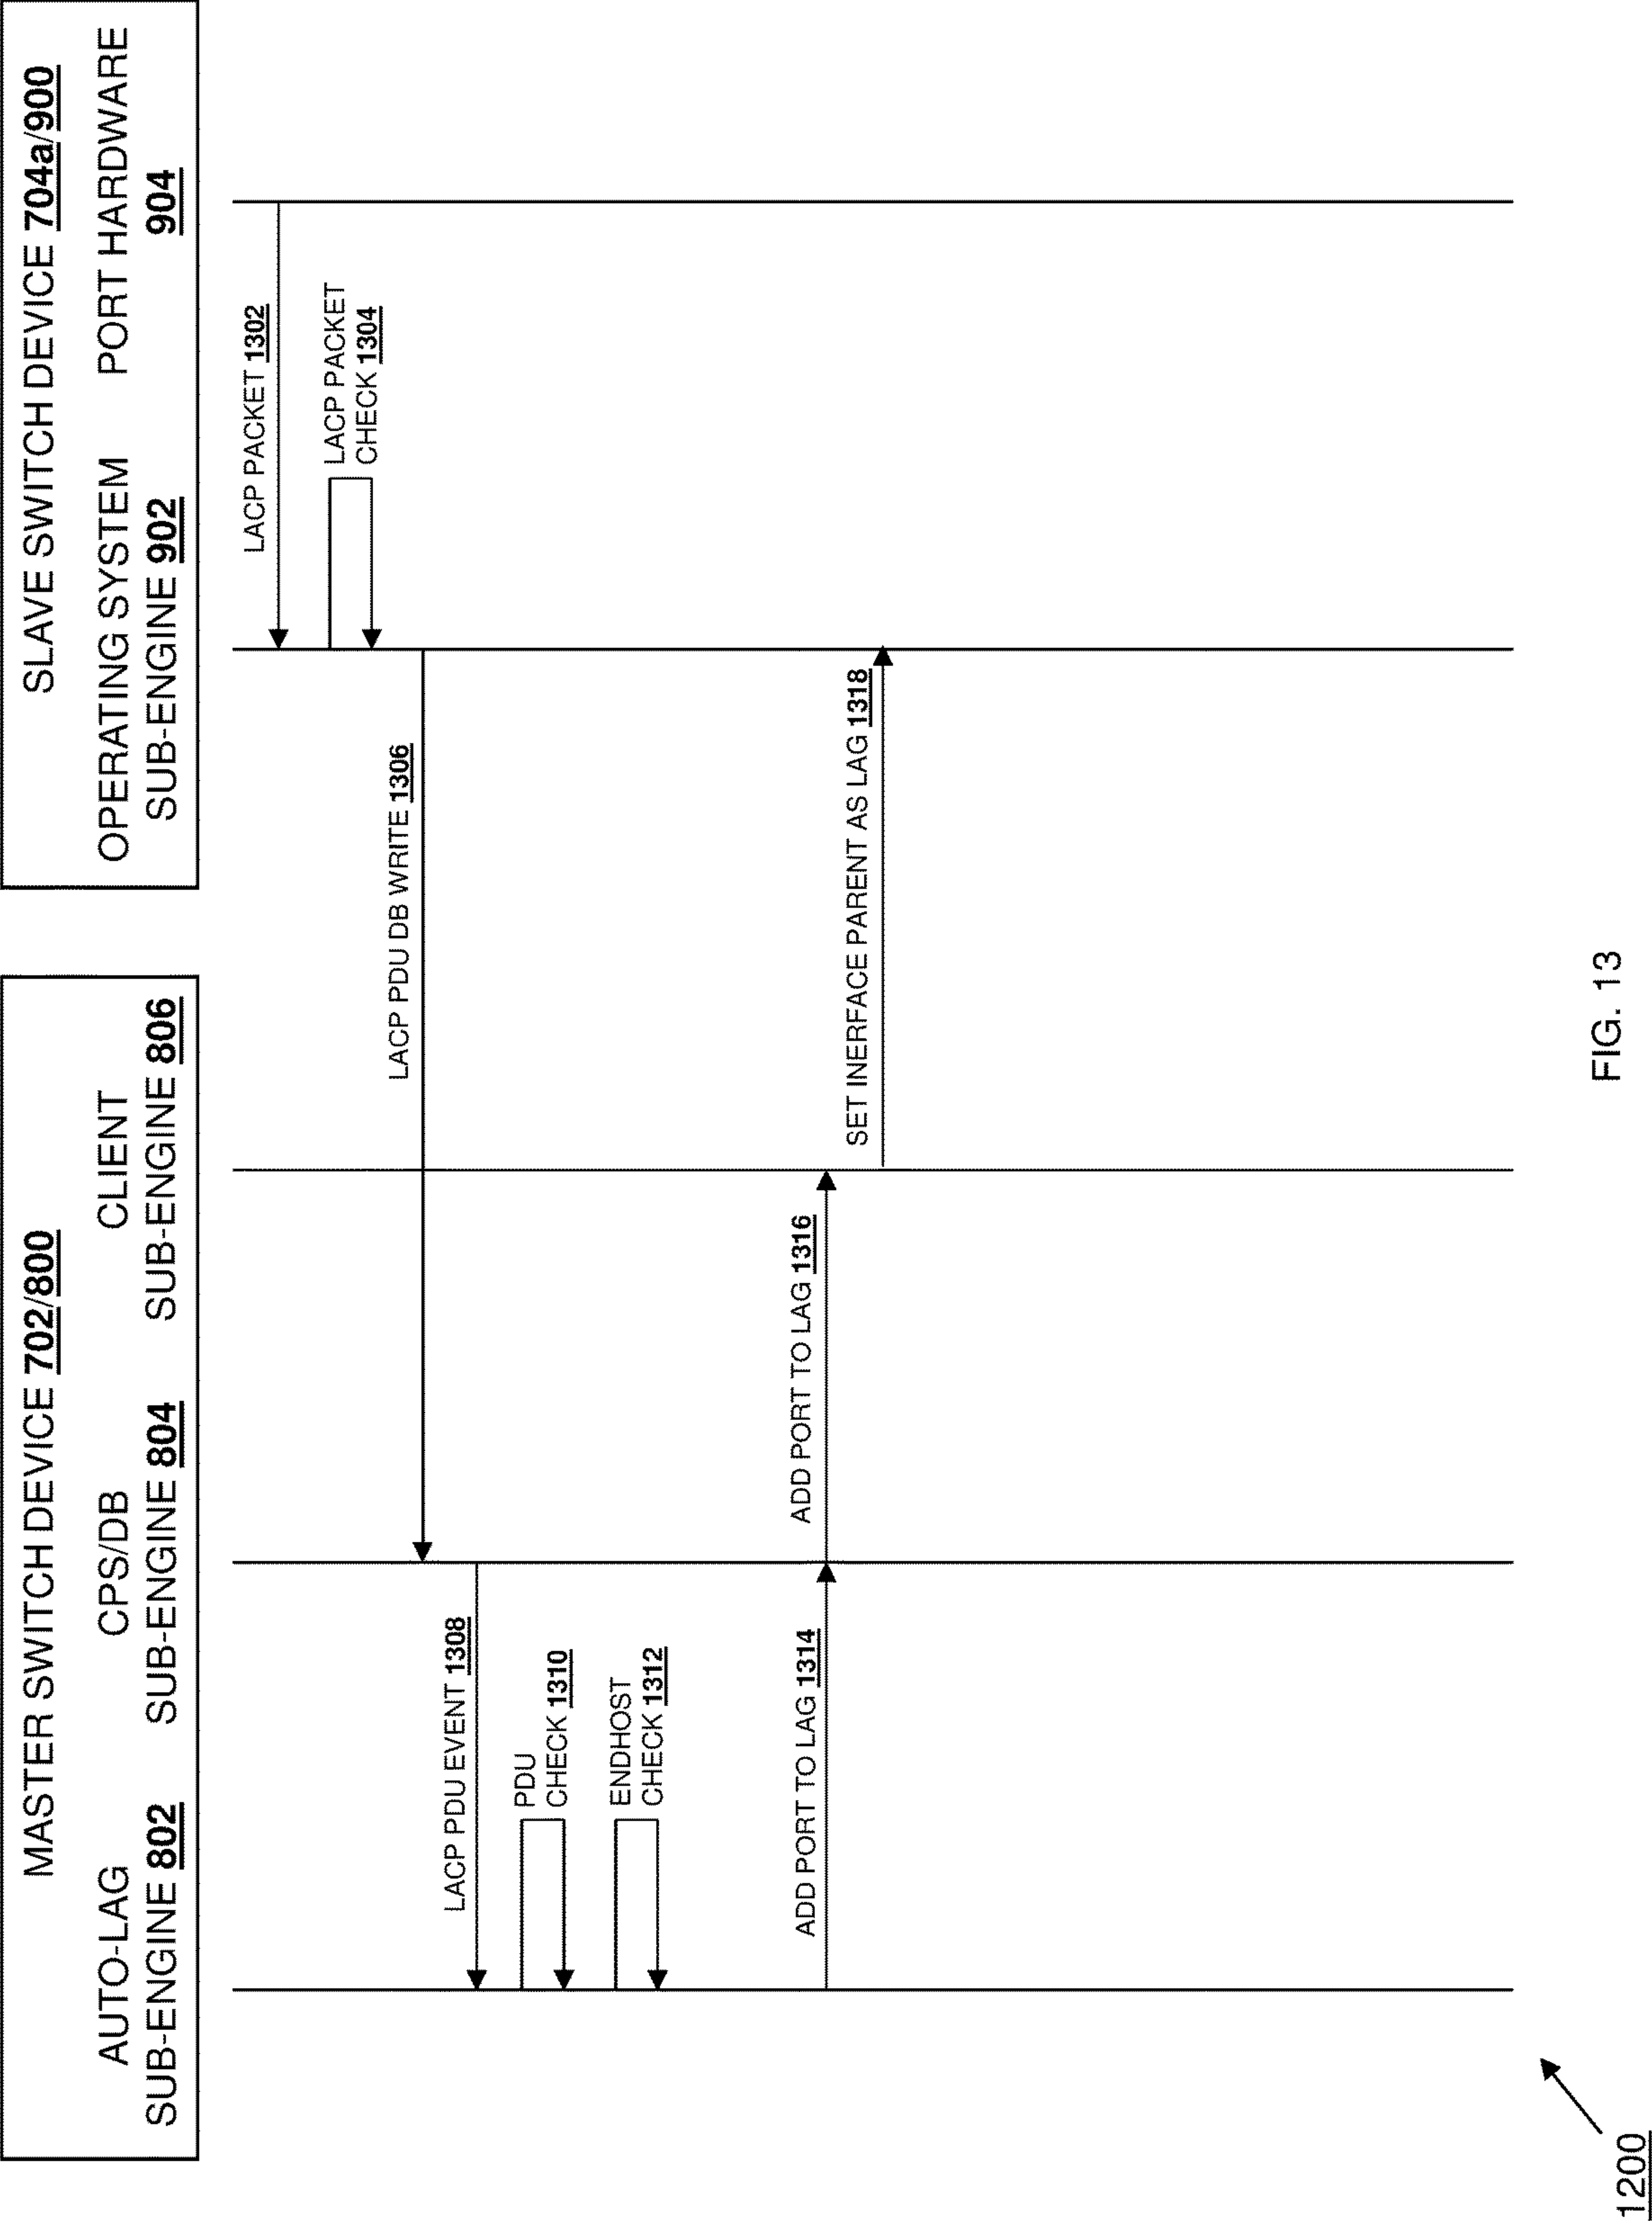 MASTER SWITCH DEVICE 702/800
AUTO-LAG
SUB-ENGINE 802
CPS/DB
SUB-ENGINE 804
CLIENT
SUB-ENGINE 806
SLAVE SWITCH DEVICE 704a/900
OPERATING SYSTEM
SUB-ENGINE 902
PORT HARDWARE
904
LACP PACKET 1302
LACP PACKET
CHECK 1304
LACP PDU DB WRITE 1306
LACP PDU EVENT 1308
PDU
CHECK 1310
ENDHOST
CHECK 1312
ADD PORT TO LAG 1314
ADD PORT TO LAG 1316
SET INERFACE PARENT AS LAG 1318
1200
FIG. 13